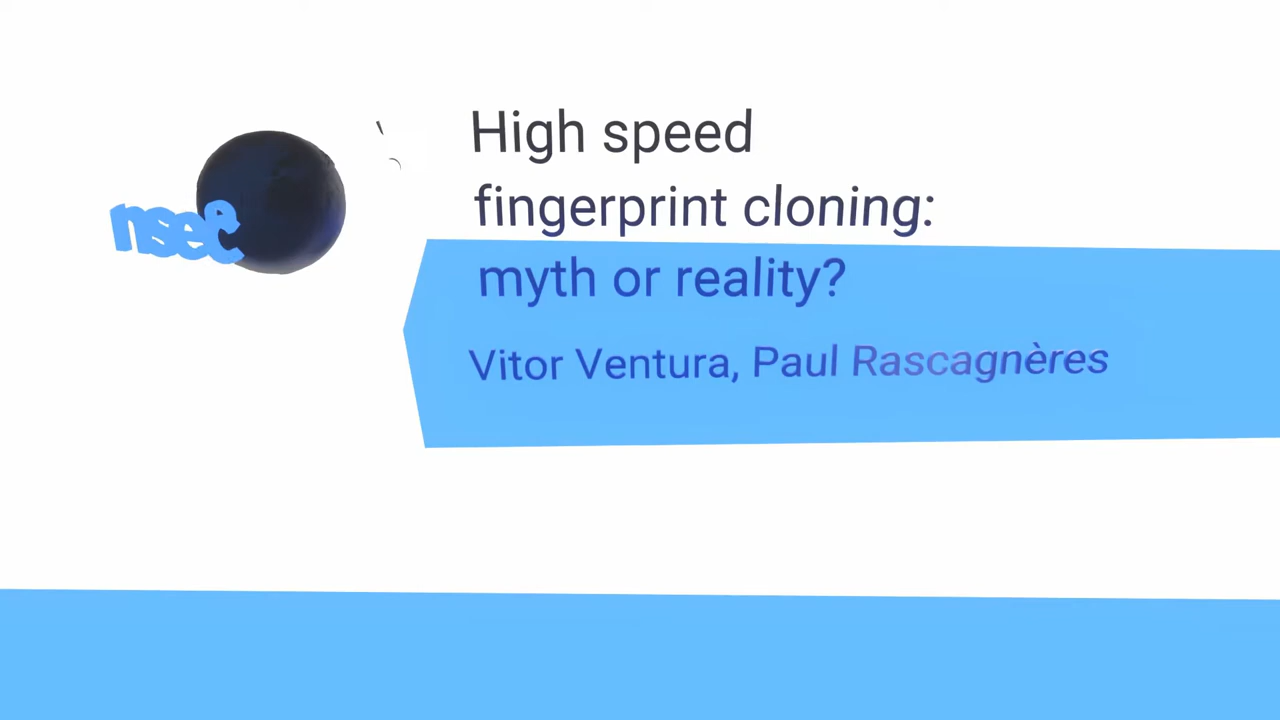 nsec
High speed
fingerprint cloning:
myth or reality?
Vitor Ventura, Paul Rascagnères